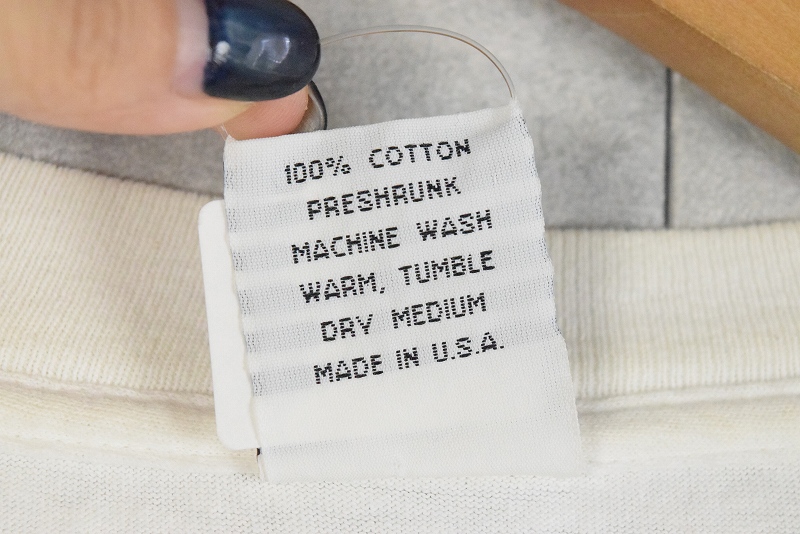 100% COTTON
PRESHRUNK
MACHINE WASH
WARM, TUMBLE
DRY MEDIUM
MADE IN U.S.A.